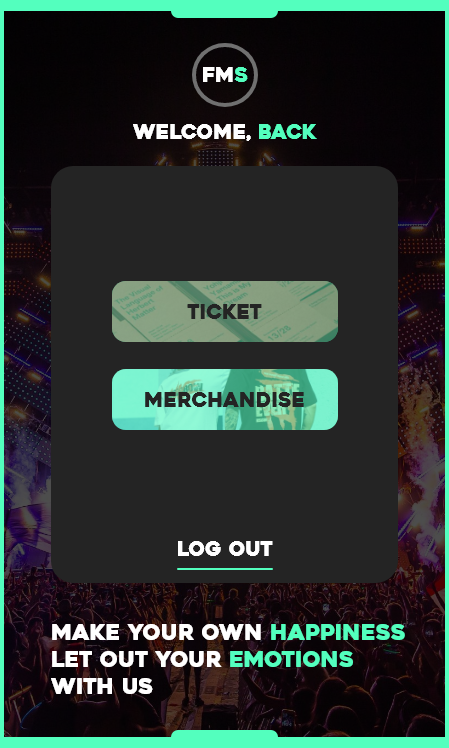 FMS
WELCOME, BACK
TICKET
MERCHANDISE
LOG OUT
MAKE YOUR OWN HAPPINESS
LET OUT YOUR EMOTIONS
WITH US